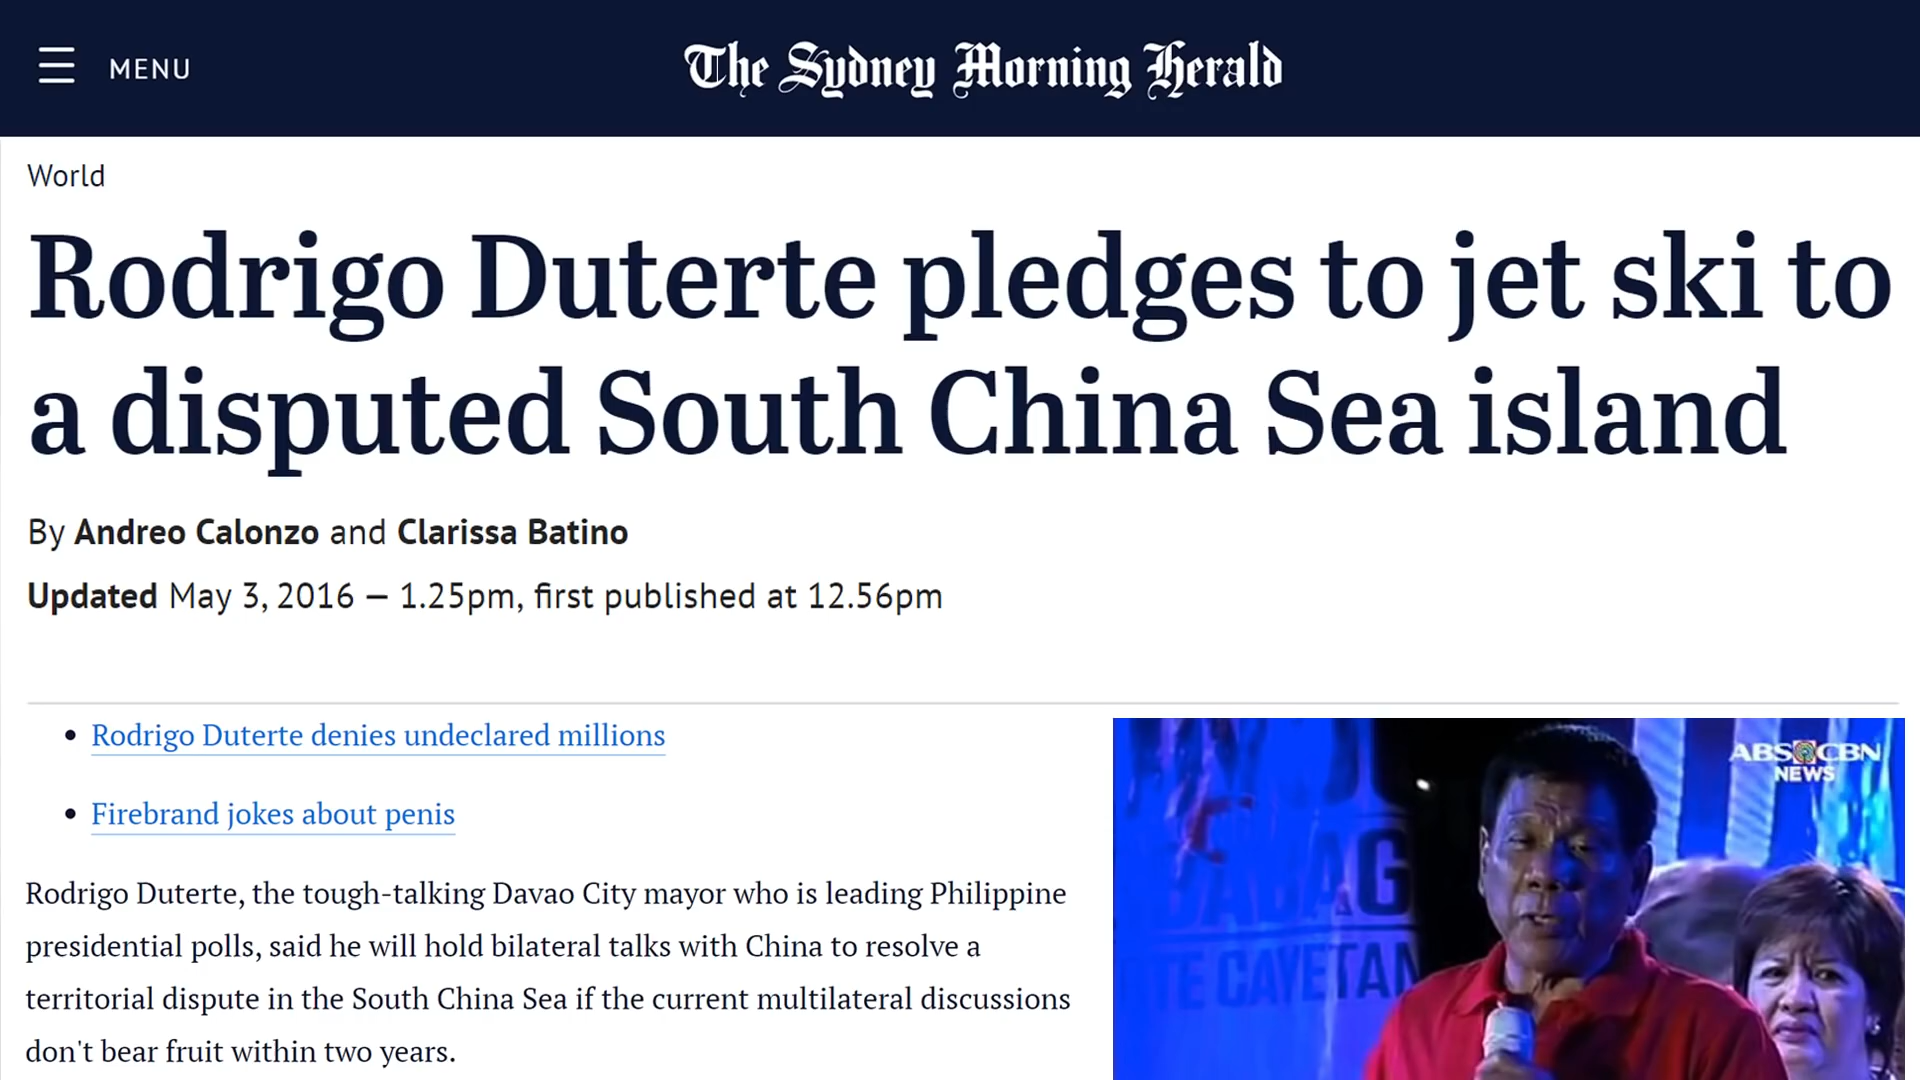 MENU
The Sydney Morning Herald
World
Rodrigo Duterte pledges to jet ski to
a disputed South China Sea island
By Andreo Calonzo and Clarissa Batino
Updated May 3, 2016 — 1.25pm, first published at 12.56pm
Rodrigo Duterte denies undeclared millions
Firebrand jokes about penis
Rodrigo Duterte, the tough-talking Davao City mayor who is leading Philippine
presidential polls, said he will hold bilateral talks with China to resolve a
territorial dispute in the South China Sea if the current multilateral discussions
don't bear fruit within two years.
ABS CBN
NEWS